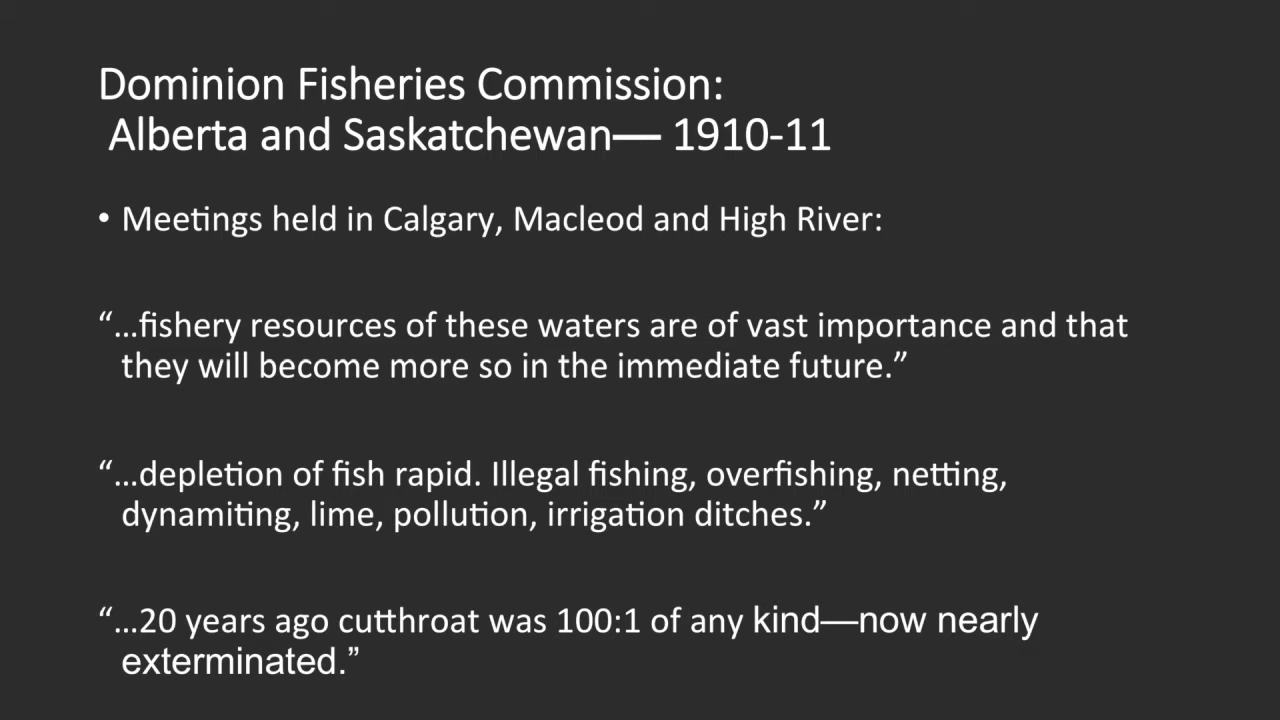 Dominion Fisheries Commission:
Alberta and Saskatchewan— 1910-11
• Meetings held in Calgary, Macleod and High River:
“…fishery resources of these waters are of vast importance and that
they will become more so in the immediate future.”
“…depletion of fish rapid. Illegal fishing, overfishing, netting,
dynamiting, lime, pollution, irrigation ditches.”
“…20 years ago cutthroat was 100:1 of any kind—now nearly
exterminated.”